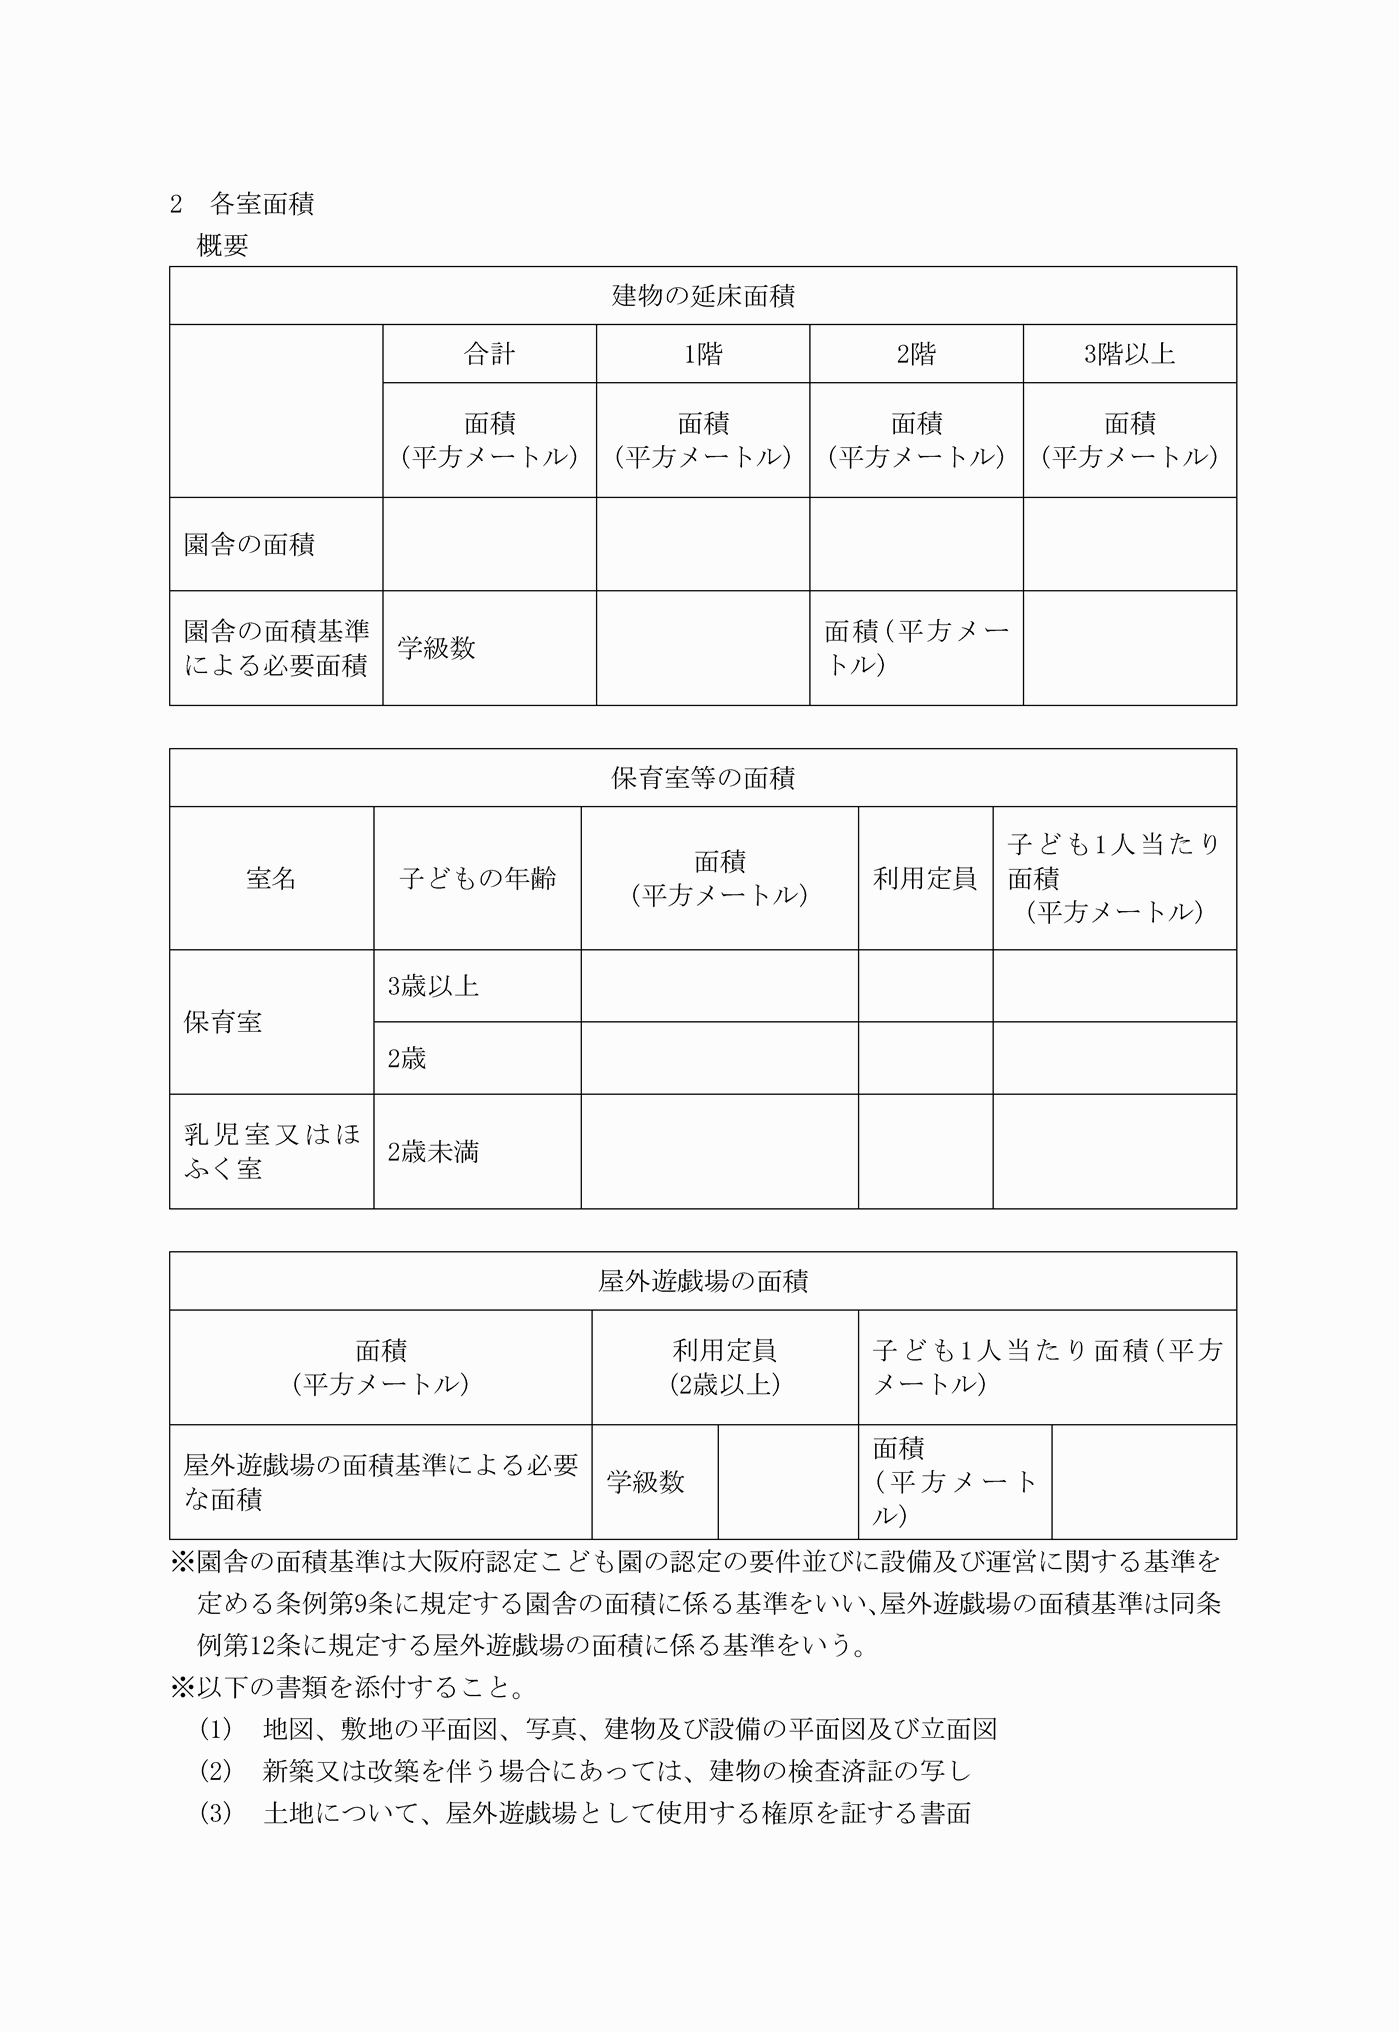 2　各室面積
概要
建物の延床面積
合計　1階　2階　3階以上
面積　面積　面積　面積
（平方メートル）　（平方メートル）　（平方メートル）　（平方メートル）
園舎の面積
園舎の面積基準
による必要面積
学級数
面積（平方メー
トル）
保育室等の面積
室名
子どもの年齢
面積
（平方メートル）
利用定員
子ども1人当たり
面積
（平方メートル）
保育室
3歳以上
2歳
乳児室又はほ
ふく室
2歳未満
屋外遊戯場の面積
面積
（平方メートル）
利用定員
（2歳以上）
子ども1人当たり面積（平方
メートル）
屋外遊戯場の面積基準による必要
な面積
学級数
面積
（平方メート
ル）
※園舎の面積基準は大阪府認定こども園の認定の要件並びに設備及び運営に関する基準を
定める条例第9条に規定する園舎の面積に係る基準をいい、屋外遊戯場の面積基準は同条
例第12条に規定する屋外遊戯場の面積に係る基準をいう。
※以下の書類を添付すること。
（1）　地図、敷地の平面図、写真、建物及び設備の平面図及び立面図
（2）　新築又は改築を伴う場合にあっては、建物の検査済証の写し
（3）　土地について、屋外遊戯場として使用する権原を証する書面